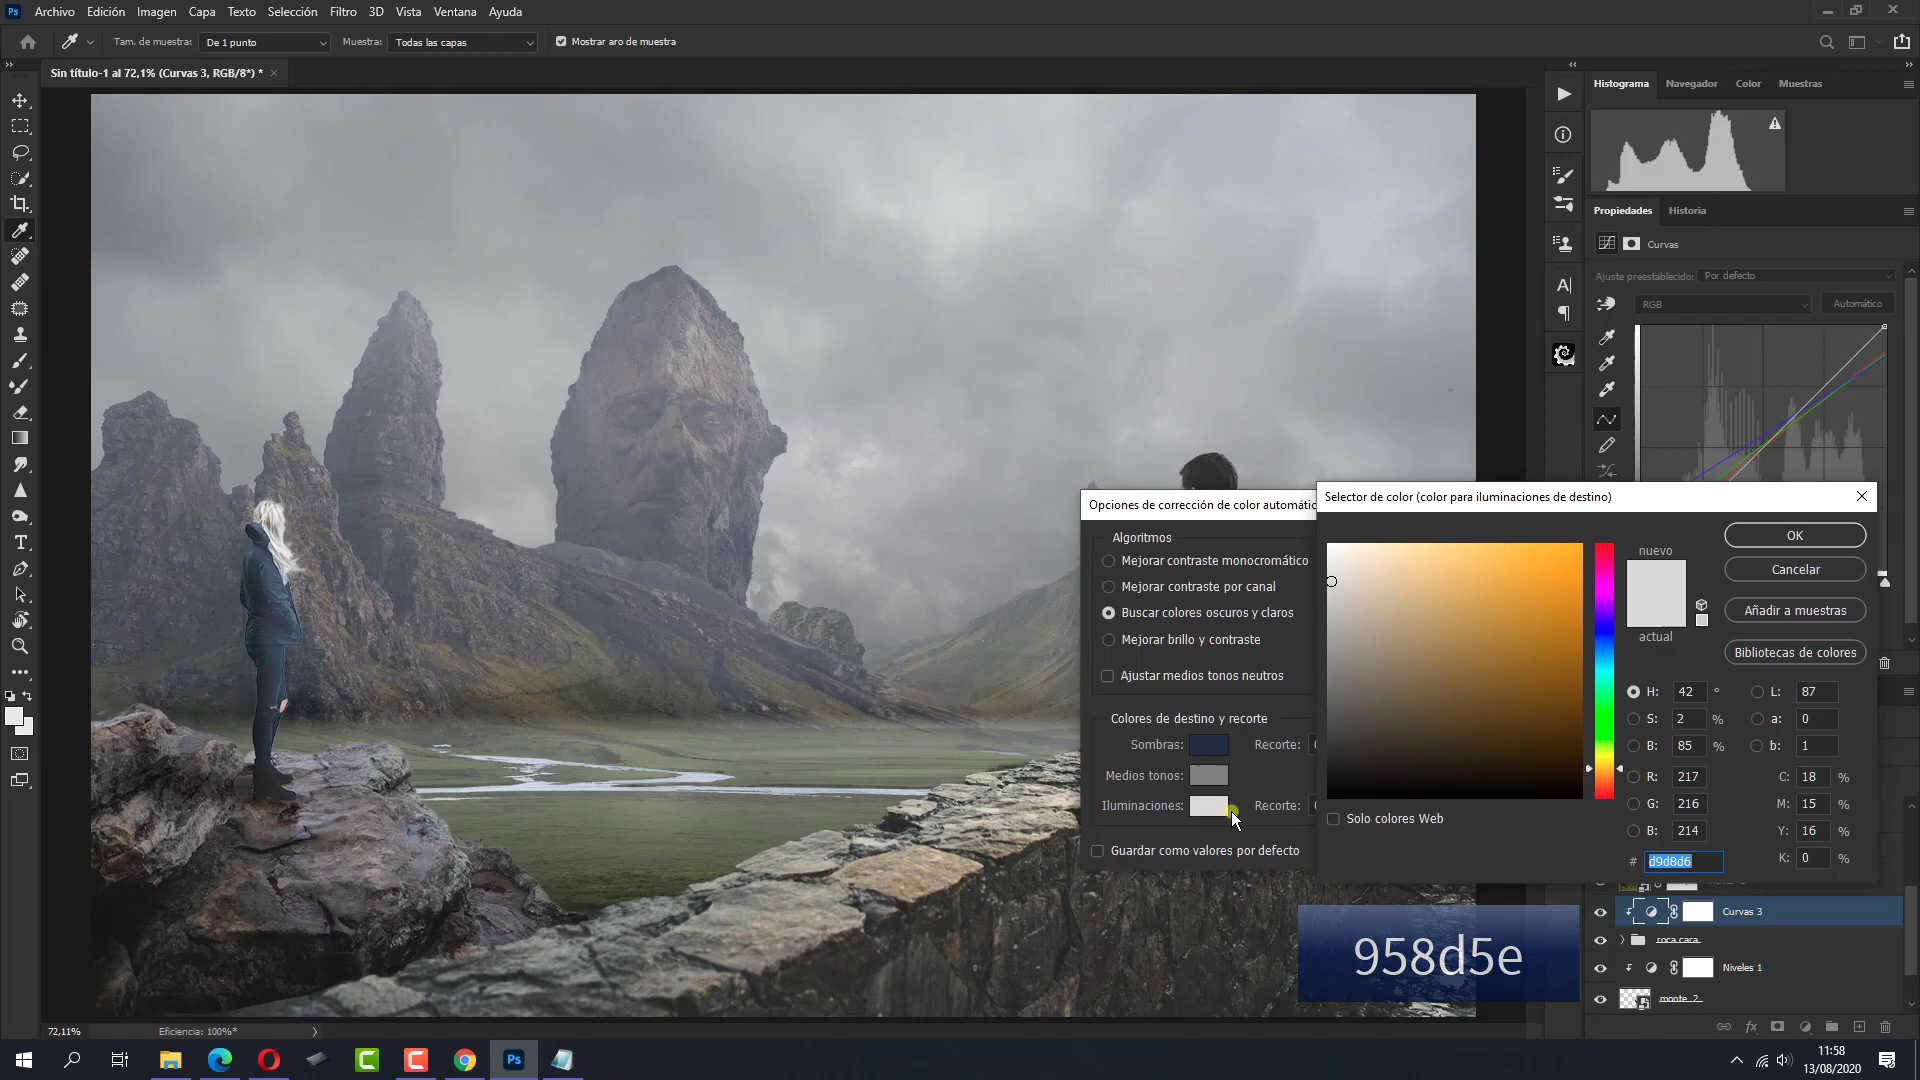 Ps Archivo Edición Imagen Capa Texto Selección Filtro 3D Vista Ventana Ayuda
Tam. de muestra: De 1 punto Muestra: Todas las capas Mostrar aro de muestra
Sin título-1 al 72,1% (Curvas 3, RGB/8*) *
Histograma Navegador Color Muestras
Propiedades Historia
Curvas
Ajuste preestablecido: Por defecto
RGB Automático
Opciones de corrección de color automátic
Algoritmos
Mejorar contraste monocromático
Mejorar contraste por canal
Buscar colores oscuros y claros
Mejorar brillo y contraste
Ajustar medios tonos neutros
Colores de destino y recorte
Sombras: Recorte:
Medios tonos:
Iluminaciones: Recorte:
Guardar como valores por defecto
Selector de color (color para iluminaciones de destino)
nuevo
actual
OK
Cancelar
Añadir a muestras
Bibliotecas de colores
H: 42 ° L: 87
S: 2 % a: 0
B: 85 % b: 1
R: 217 C: 18 %
G: 216 M: 15 %
B: 214 Y: 16 %
# d9d8d6 K: 0 %
Solo colores Web
958d5e
Curvas 3
roca cara
Niveles 1
monte_2
72,11% Eficiencia: 100%*
Ps
11:58
13/08/2020